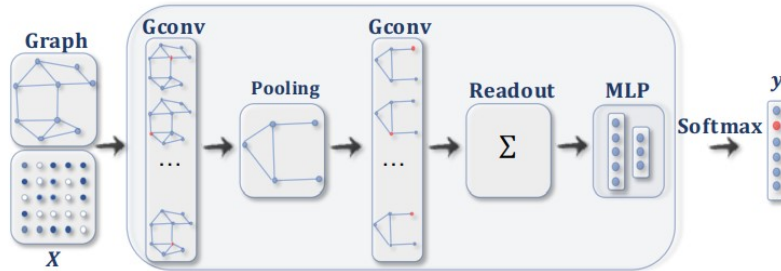 Graph
Gconv
Pooling
Gconv
Readout
MLP
Softmax
y
X
...
...
Σ